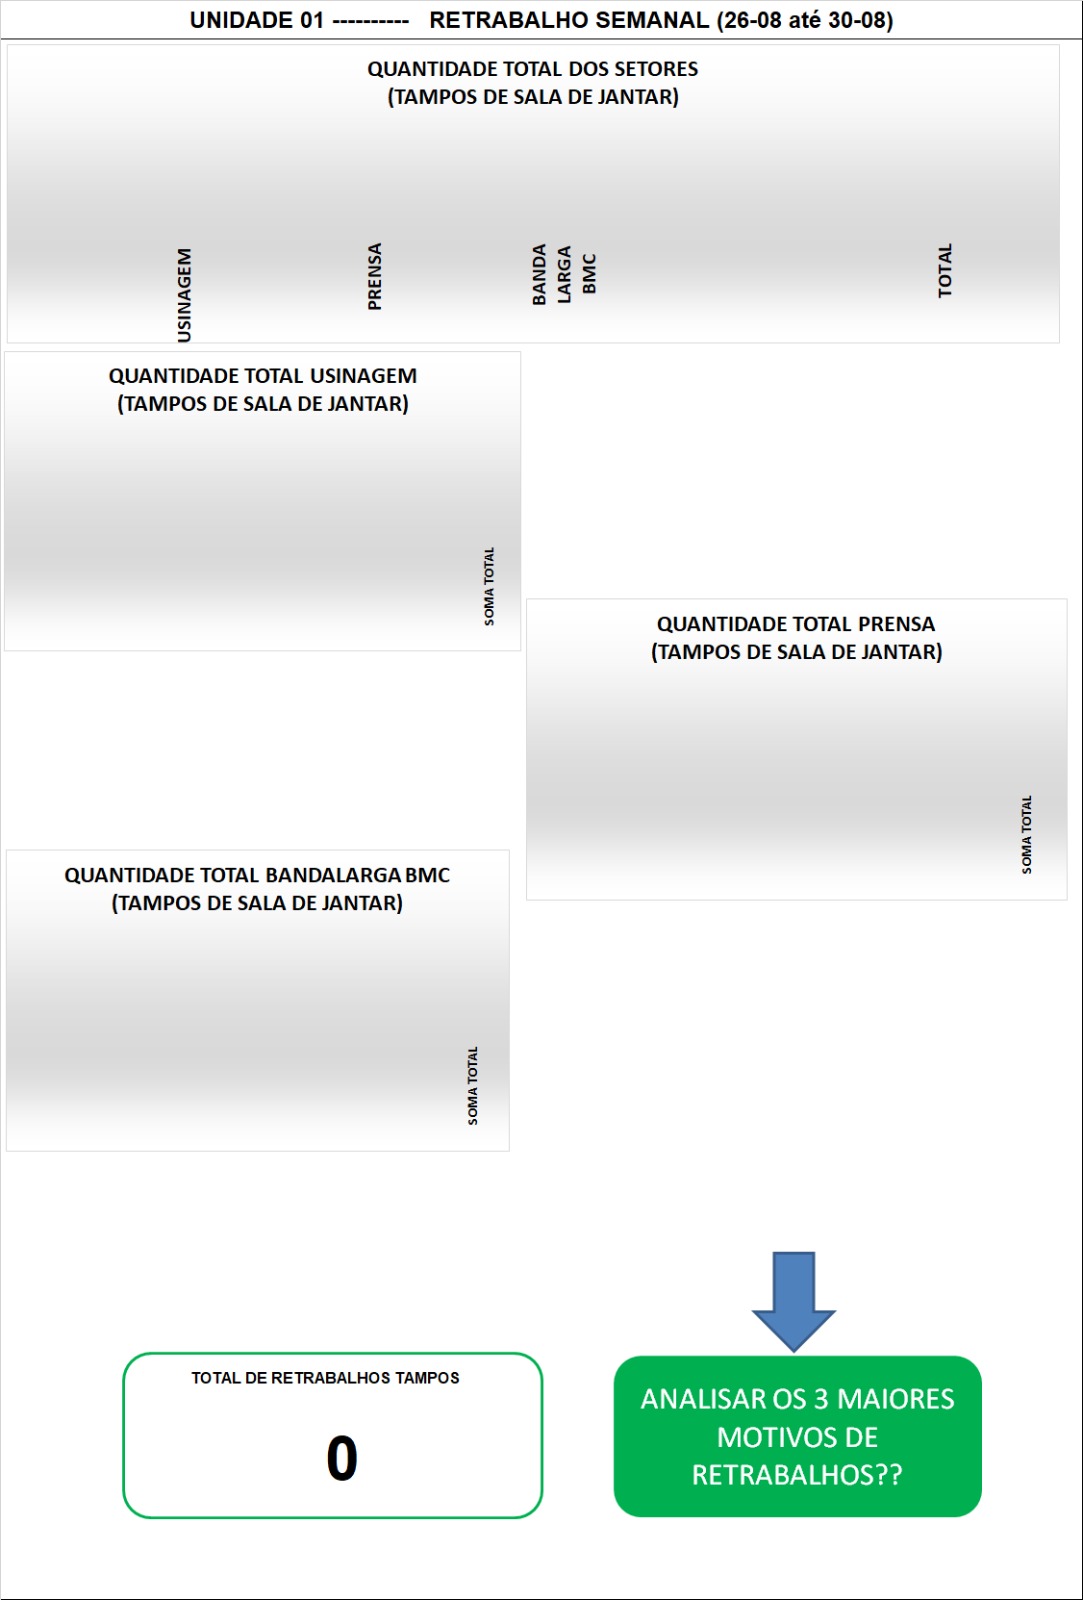 UNIDADE 01 ---------- RETRABALHO SEMANAL (26-08 até 30-08)
QUANTIDADE TOTAL DOS SETORES
(TAMPOS DE SALA DE JANTAR)
USINAGEM
PRENSA
BANDA
LARGA
BMC
TOTAL
QUANTIDADE TOTAL USINAGEM
(TAMPOS DE SALA DE JANTAR)
SOMA TOTAL
QUANTIDADE TOTAL PRENSA
(TAMPOS DE SALA DE JANTAR)
SOMA TOTAL
QUANTIDADE TOTAL BANDALARGA BMC
(TAMPOS DE SALA DE JANTAR)
SOMA TOTAL
TOTAL DE RETRABALHOS TAMPOS
0
ANALISAR OS 3 MAIORES
MOTIVOS DE
RETRABALHOS??